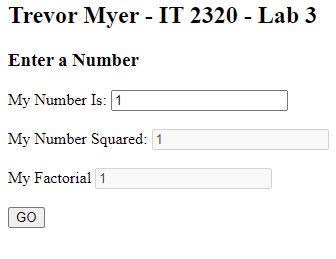 Trevor Myer - IT 2320 - Lab 3
Enter a Number
My Number Is: 1
My Number Squared: 1
My Factorial 1
GO